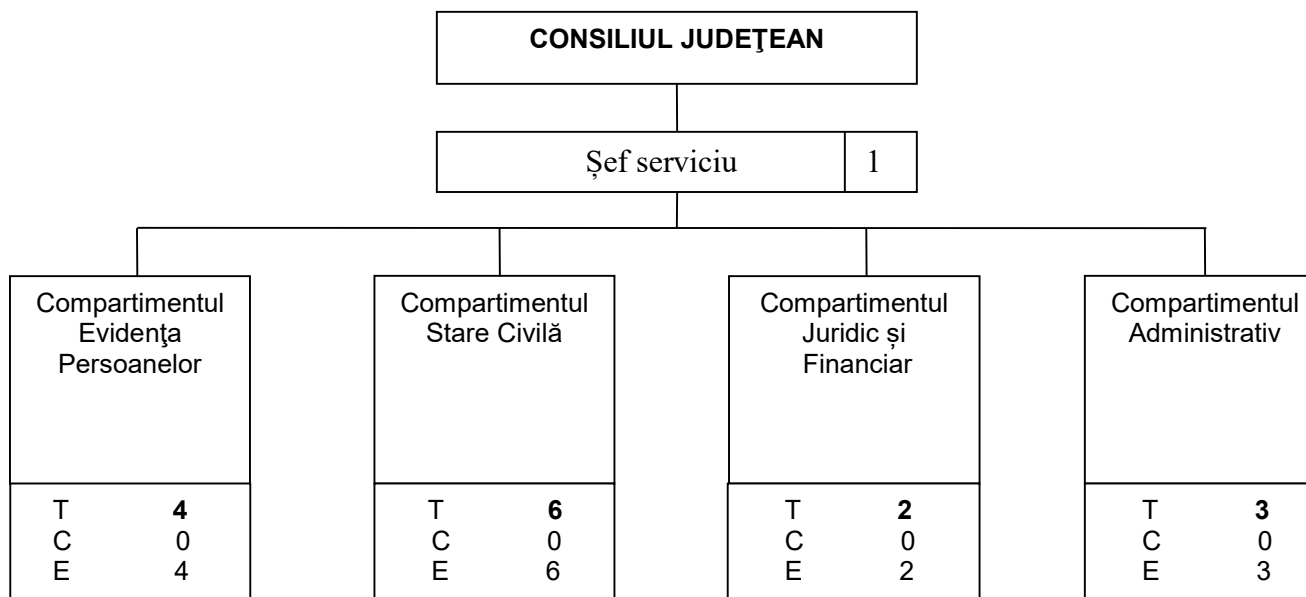 CONSILIUL JUDEŢEAN
Șef serviciu 1
Compartimentul
Evidenţa
Persoanelor
T 4
C 0
E 4
Compartimentul
Stare Civilă
T 6
C 0
E 6
Compartimentul
Juridic și
Financiar
T 2
C 0
E 2
Compartimentul
Administrativ
T 3
C 0
E 3